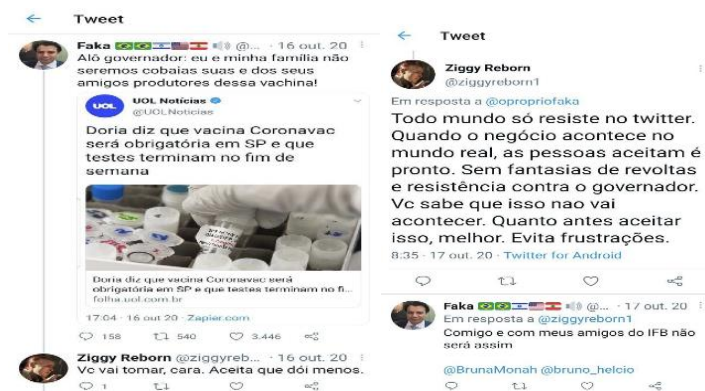 Tweet
Faka @... · 16 out. 20
Alô governador: eu e minha família não
seremos cobaias suas e dos seus
amigos produtores dessa vachina!
UOL
UOL Notícias
@UOLNoticias
Doria diz que vacina Coronavac
será obrigatória em SP e que
testes terminam no fim de
semana
Doria diz que vacina Coronavac será
obrigatória em SP e que testes terminam no fi...
folha.uol.com.br
17:04 · 16 out 20 · Zapier.com
158 540 3.446
Ziggy Reborn @ziggyreb... · 16 out. 20
Vc vai tomar, cara. Aceita que dói menos.
1
Tweet
Ziggy Reborn
@ziggyreborn1
Em resposta a @opropriofaka
Todo mundo só resiste no twitter.
Quando o negócio acontece no
mundo real, as pessoas aceitam é
pronto. Sem fantasias de revoltas
e resistência contra o governador.
Vc sabe que isso nao vai
acontecer. Quanto antes aceitar
isso, melhor. Evita frustrações.
8:35 · 17 out. 20 · Twitter for Android
Faka @... · 17 out. 20
Em resposta a @ziggyreborn1
Comigo e com meus amigos do IFB não
será assim
@BrunaMonah @bruno_helcio